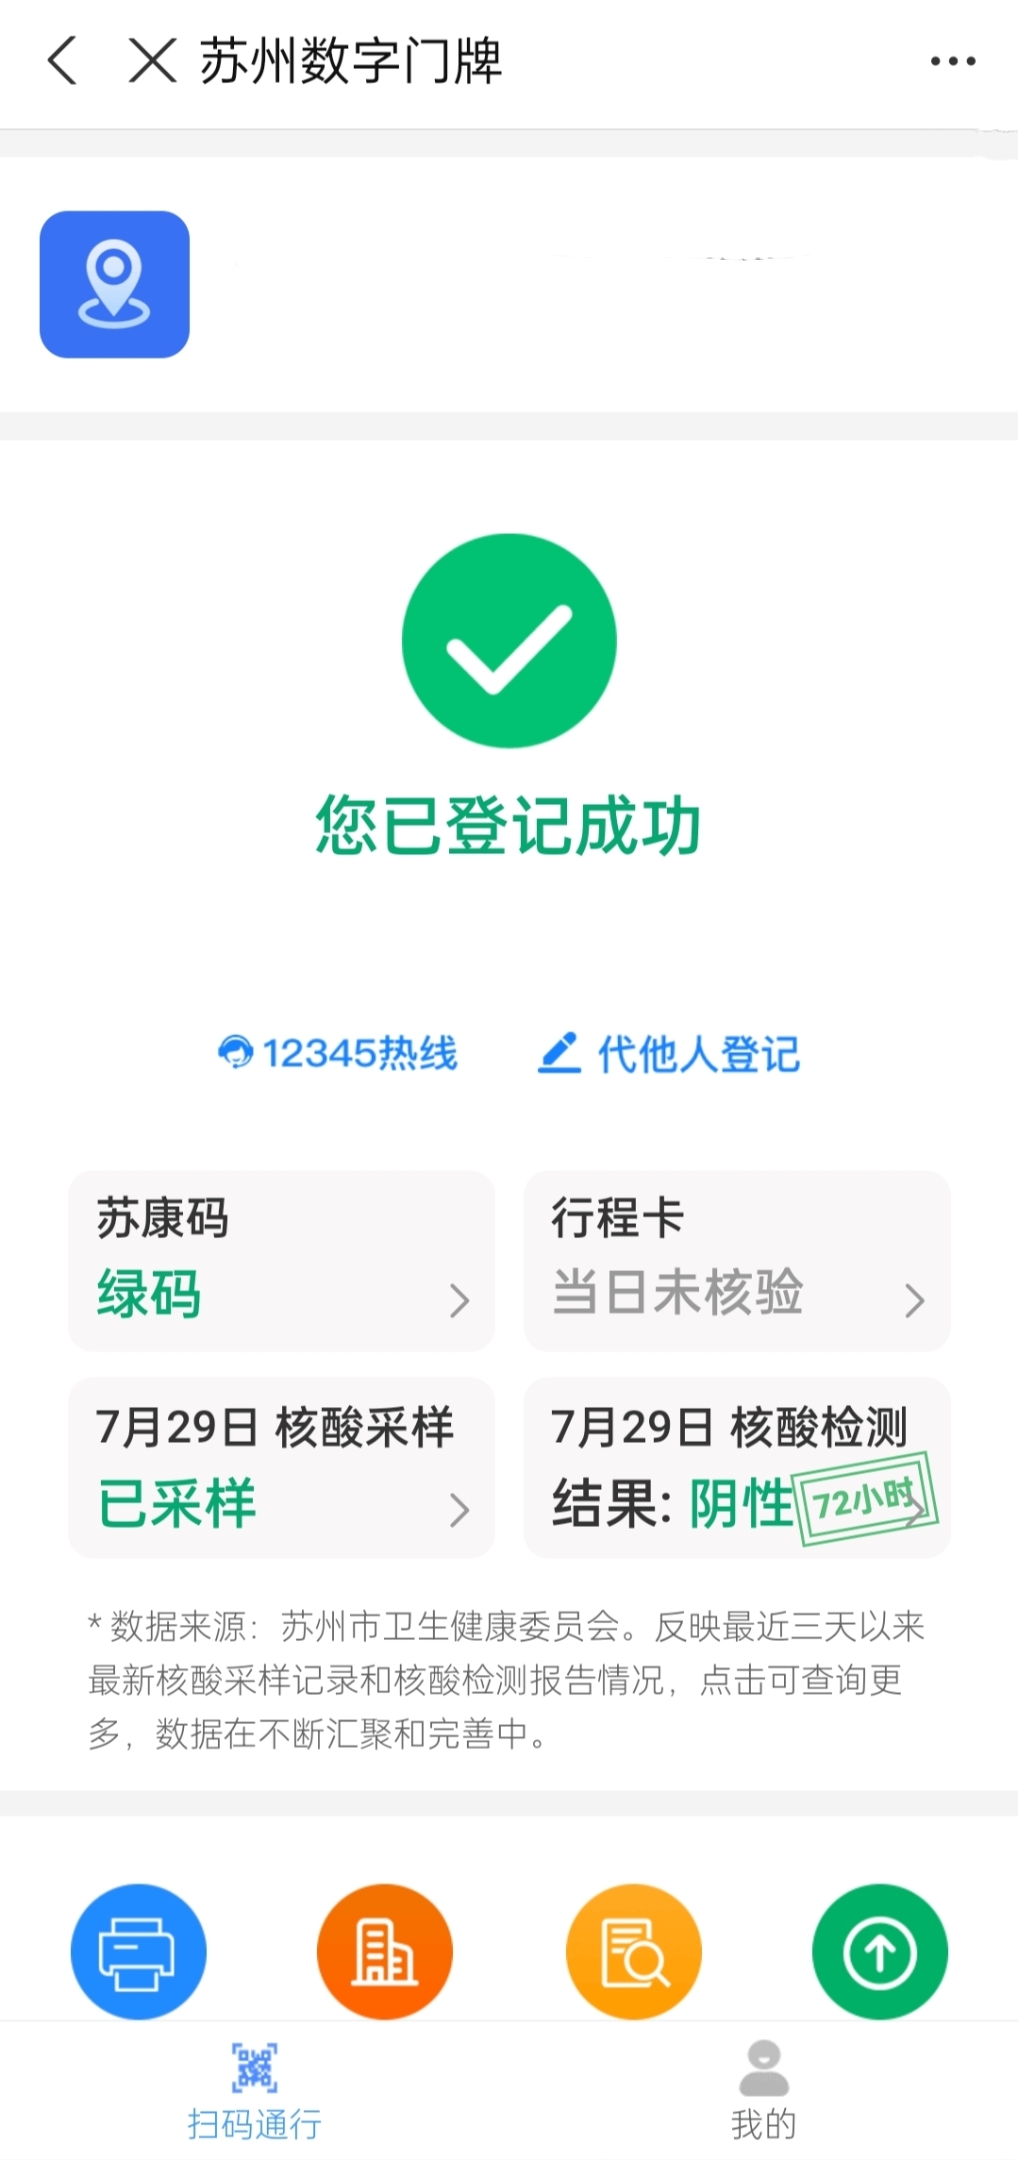 苏州数字门牌
您已登记成功
12345热线
代他人登记
苏康码
绿码
行程卡
当日未核验
7月29日 核酸采样
已采样
7月29日 核酸检测
结果: 阴性
72小时
* 数据来源：苏州市卫生健康委员会。反映最近三天以来
最新核酸采样记录和核酸检测报告情况，点击可查询更
多，数据在不断汇聚和完善中。
扫码通行
我的